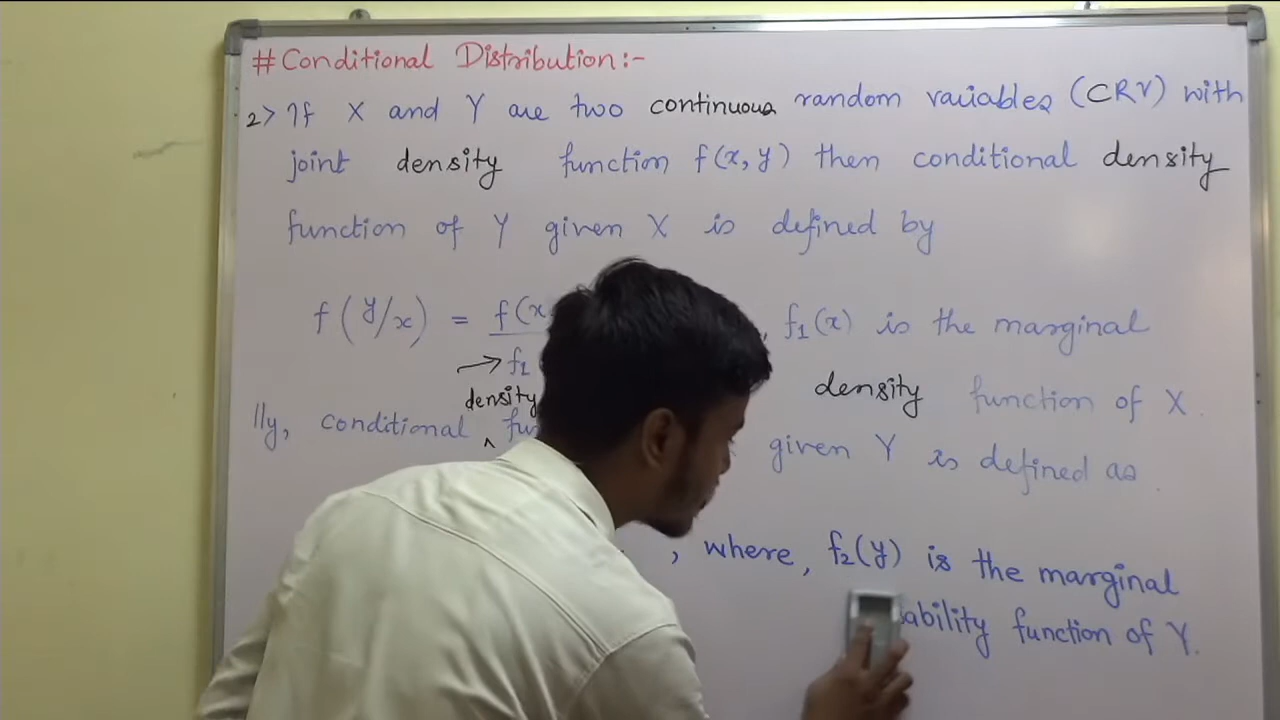 # Conditional Distribution :-
2> If X and Y are two continuous random variables (CRV) with
joint density function f(x, y) then conditional density
function of Y given X is defined by
f(y/x) = f(x , f₁(x) is the marginal
→ f₁
density density function of X.
lly, conditional ^ given Y is defined as.
, where, f₂(y) is the marginal
function of Y.